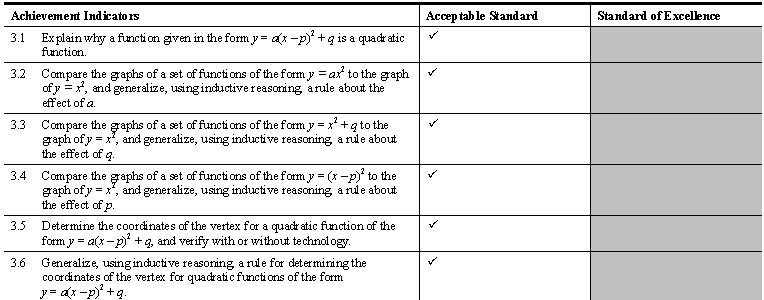 Achievement Indicators Acceptable Standard Standard of Excellence
3.1 Explain why a function given in the form y = a(x – p)² + q is a quadratic ✓
function.
3.2 Compare the graphs of a set of functions of the form y = ax² to the graph ✓
of y = x², and generalize, using inductive reasoning, a rule about the
effect of a.
3.3 Compare the graphs of a set of functions of the form y = x² + q to the ✓
graph of y = x², and generalize, using inductive reasoning, a rule about
the effect of q.
3.4 Compare the graphs of a set of functions of the form y = (x – p)² to the ✓
graph of y = x², and generalize, using inductive reasoning, a rule about
the effect of p.
3.5 Determine the coordinates of the vertex for a quadratic function of the ✓
form y = a(x – p)² + q, and verify with or without technology.
3.6 Generalize, using inductive reasoning, a rule for determining the ✓
coordinates of the vertex for quadratic functions of the form
y = a(x – p)² + q.